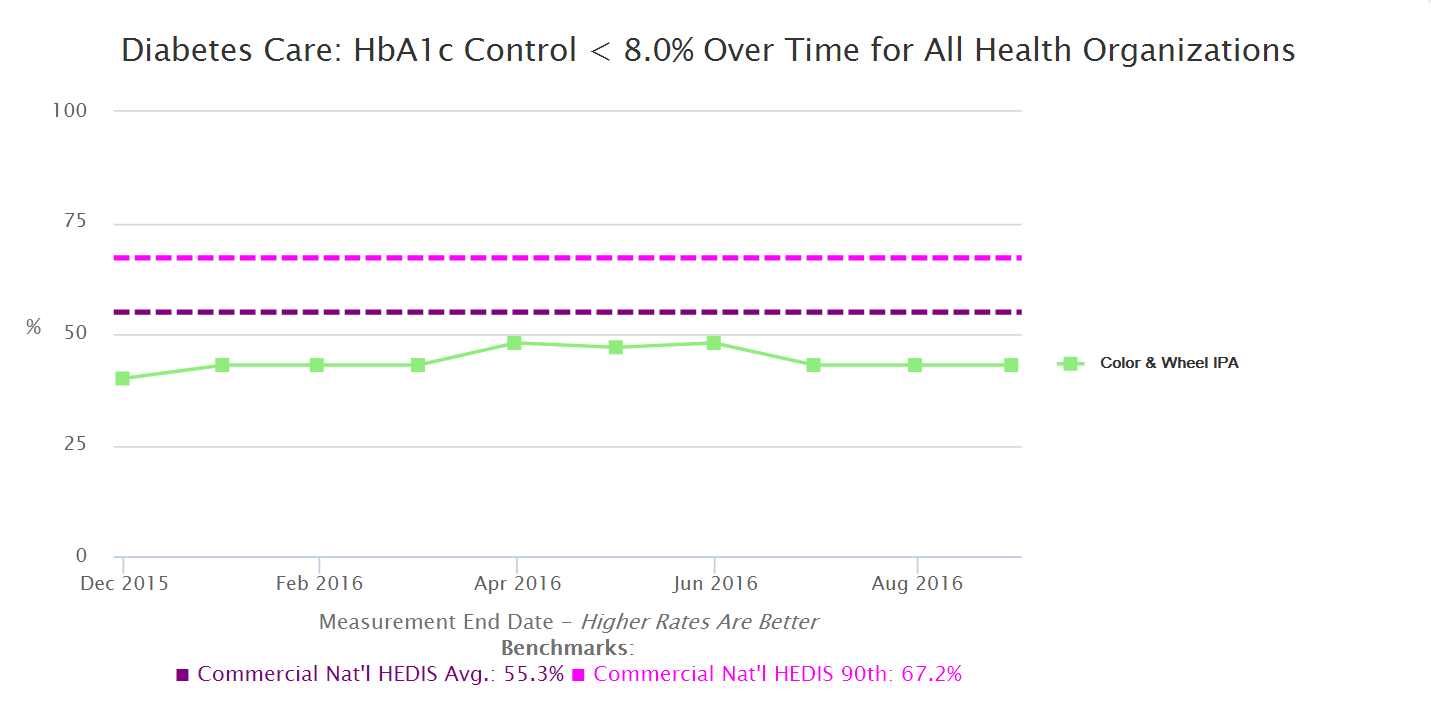 Diabetes Care: HbA1c Control < 8.0% Over Time for All Health Organizations
100
75
%
50
25
0
Color & Wheel IPA
Dec 2015 Feb 2016 Apr 2016 Jun 2016 Aug 2016
Measurement End Date - Higher Rates Are Better
Benchmarks:
Commercial Nat'l HEDIS Avg.: 55.3% Commercial Nat'l HEDIS 90th: 67.2%